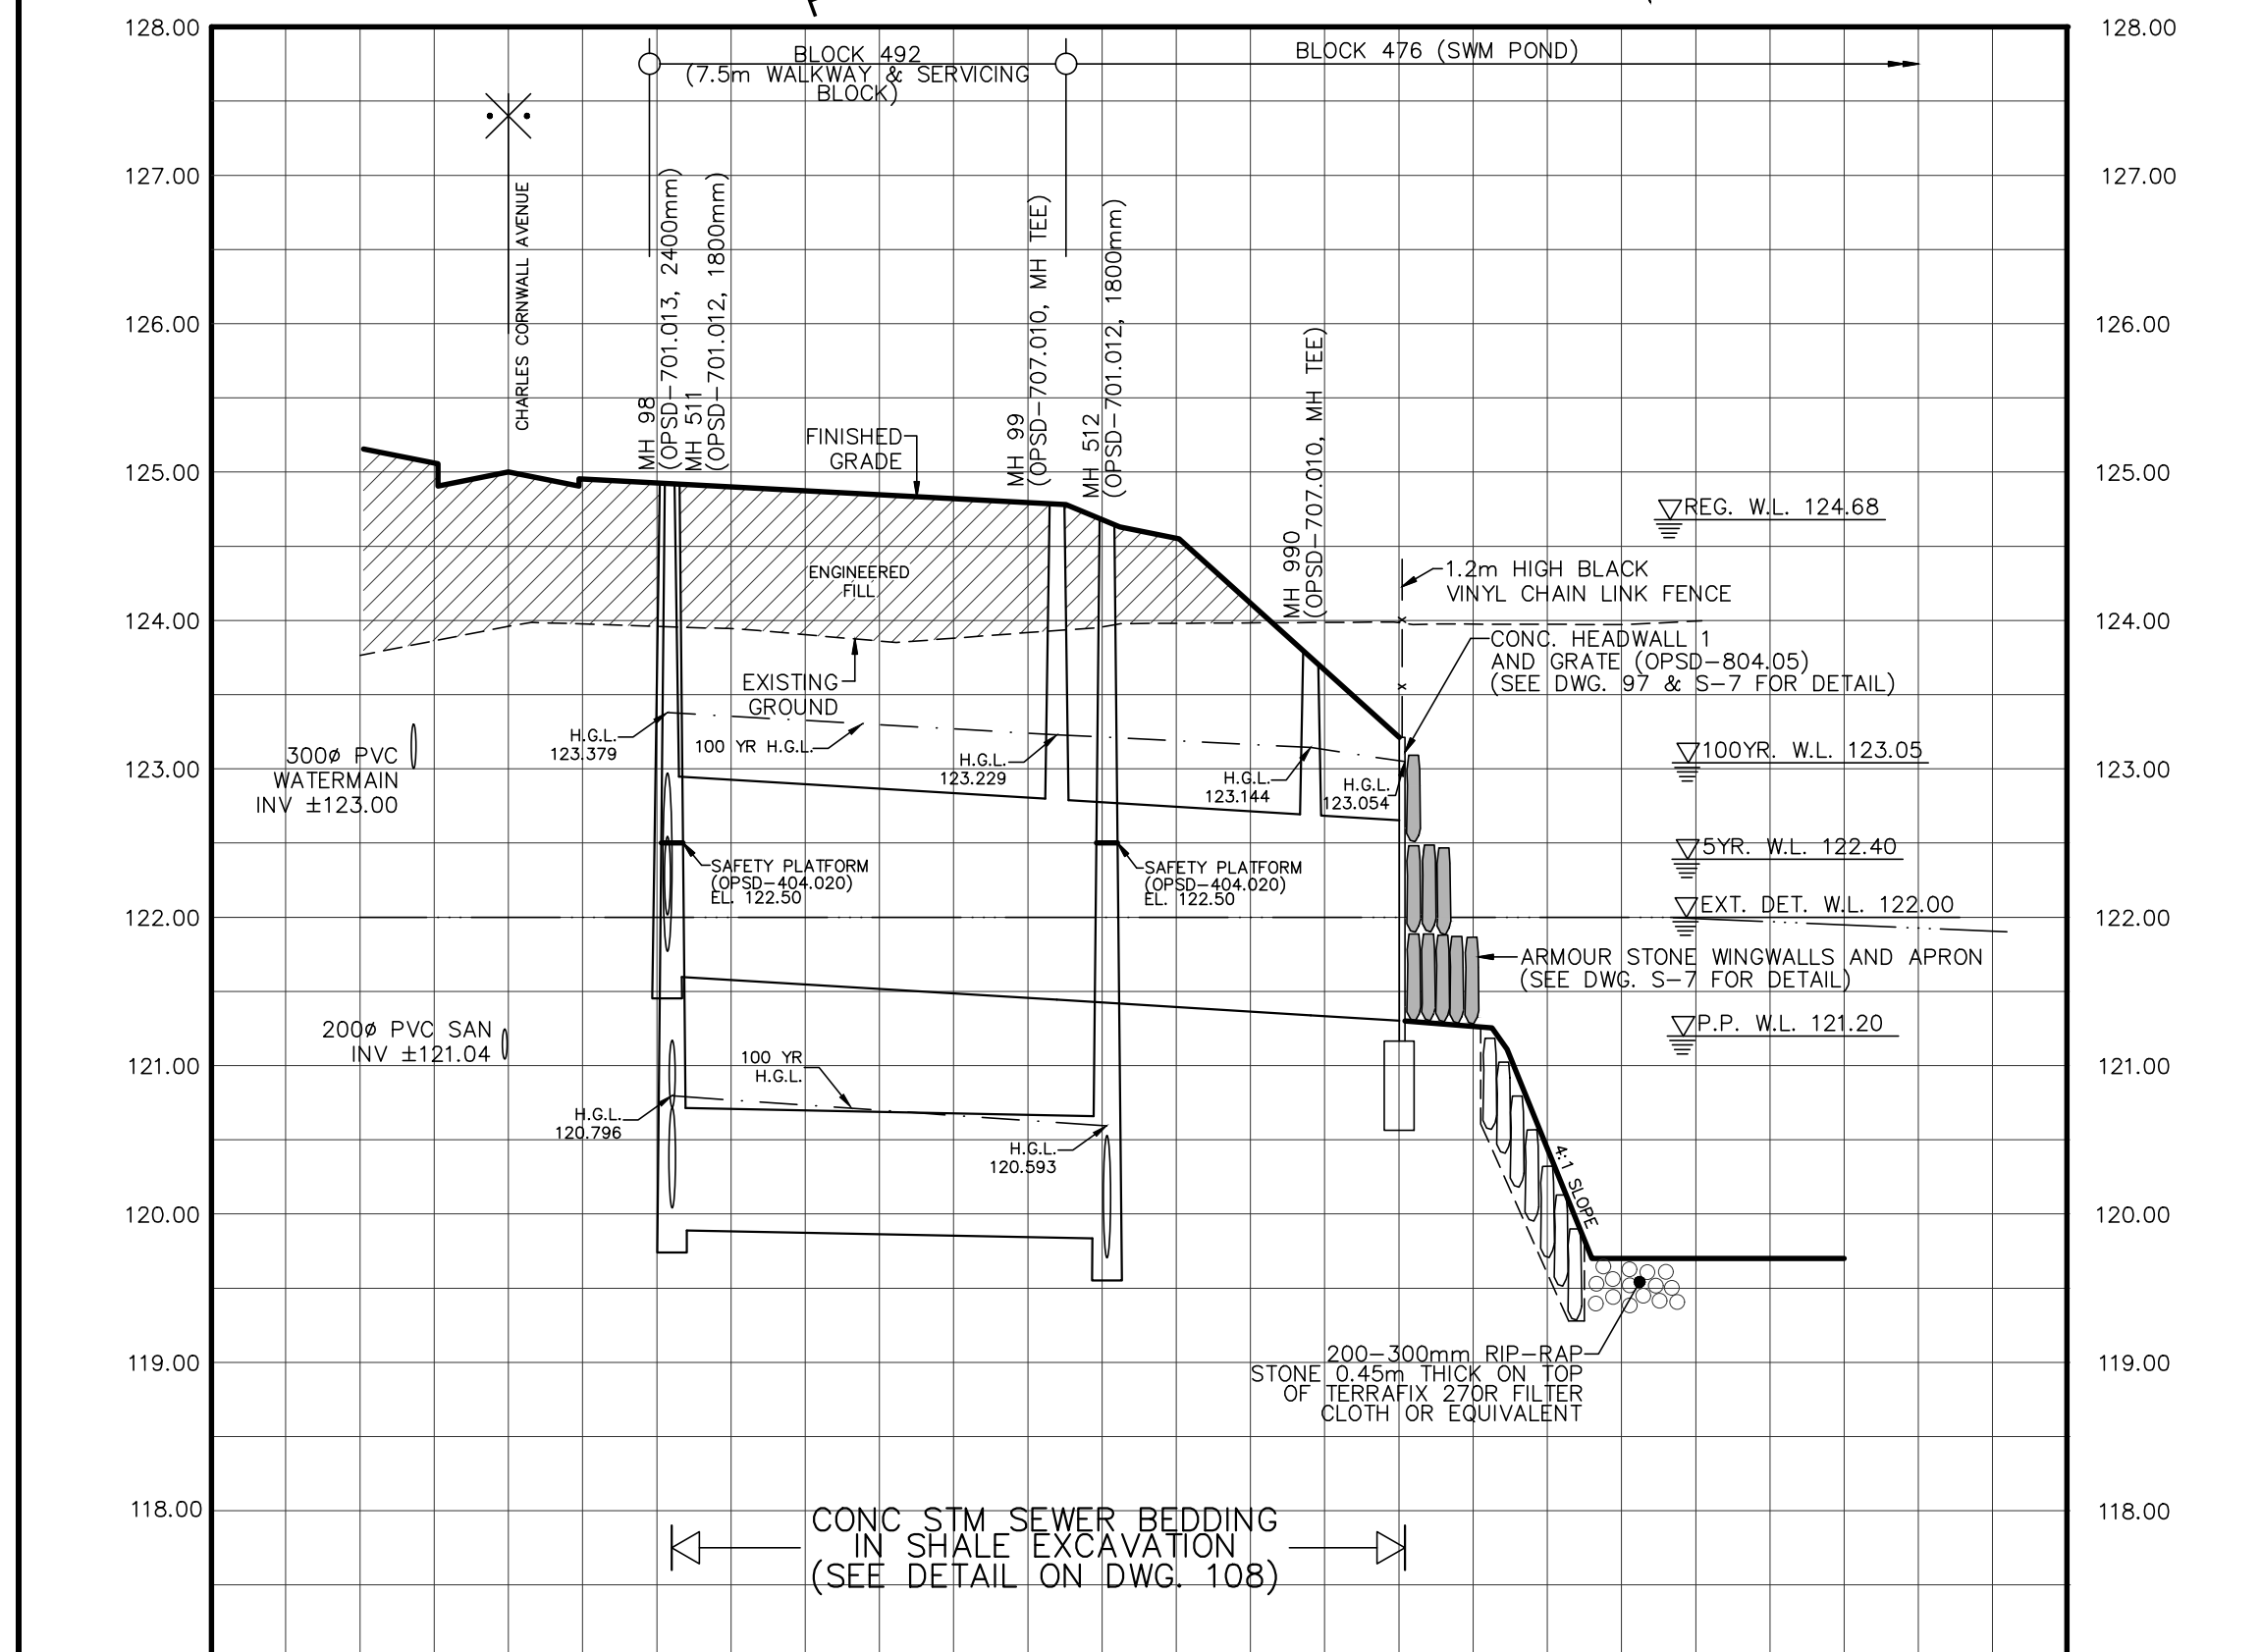 128.00
127.00
126.00
125.00
124.00
123.00
122.00
121.00
120.00
119.00
118.00
BLOCK 492
(7.5m WALKWAY & SERVICING
BLOCK)
BLOCK 476 (SWM POND)
CHARLES CORNWALL AVENUE
MH 98
(OPSD-701.013, 2400mm)
MH 511
(OPSD-701.012, 1800mm)
MH 99
(OPSD-707.010, MH TEE)
MH 512
(OPSD-701.012, 1800mm)
MH 990
(OPSD-707.010, MH TEE)
FINISHED
GRADE
ENGINEERED
FILL
EXISTING
GROUND
H.G.L.
123.379
100 YR H.G.L.
H.G.L.
123.229
H.G.L.
123.144
H.G.L.
123.054
300ø PVC
WATERMAIN
INV ±123.00
SAFETY PLATFORM
(OPSD-404.020)
EL. 122.50
SAFETY PLATFORM
(OPSD-404.020)
EL. 122.50
200ø PVC SAN
INV ±121.04
100 YR
H.G.L.
H.G.L.
120.796
H.G.L.
120.593
REG. W.L. 124.68
1.2m HIGH BLACK
VINYL CHAIN LINK FENCE
CONC. HEADWALL 1
AND GRATE (OPSD-804.05)
(SEE DWG. 97 & S-7 FOR DETAIL)
100YR. W.L. 123.05
5YR. W.L. 122.40
EXT. DET. W.L. 122.00
ARMOUR STONE WINGWALLS AND APRON
(SEE DWG. S-7 FOR DETAIL)
P.P. W.L. 121.20
4:1 SLOPE
200-300mm RIP-RAP
STONE 0.45m THICK ON TOP
OF TERRAFIX 270R FILTER
CLOTH OR EQUIVALENT
CONC STM SEWER BEDDING
IN SHALE EXCAVATION
(SEE DETAIL ON DWG. 108)
128.00
127.00
126.00
125.00
124.00
123.00
122.00
121.00
120.00
119.00
118.00